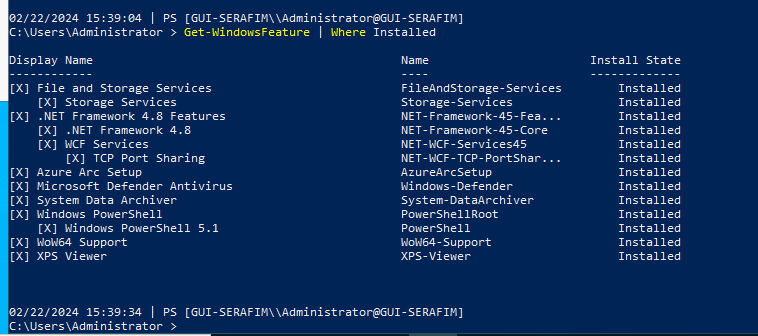 02/22/2024 15:39:04 | PS [GUI-SERAFIM\\Administrator@GUI-SERAFIM]
C:\Users\Administrator > Get-WindowsFeature | Where Installed
Display Name Name Install State
------------ ---- -------------
[X] File and Storage Services FileAndStorage-Services Installed
[X] Storage Services Storage-Services Installed
[X] .NET Framework 4.8 Features NET-Framework-45-Fea... Installed
[X] .NET Framework 4.8 NET-Framework-45-Core Installed
[X] WCF Services NET-WCF-Services45 Installed
[X] TCP Port Sharing NET-WCF-TCP-PortShar... Installed
[X] Azure Arc Setup AzureArcSetup Installed
[X] Microsoft Defender Antivirus Windows-Defender Installed
[X] System Data Archiver System-DataArchiver Installed
[X] Windows PowerShell PowerShellRoot Installed
[X] Windows PowerShell 5.1 PowerShell Installed
[X] WoW64 Support WoW64-Support Installed
[X] XPS Viewer XPS-Viewer Installed
02/22/2024 15:39:34 | PS [GUI-SERAFIM\\Administrator@GUI-SERAFIM]
C:\Users\Administrator >